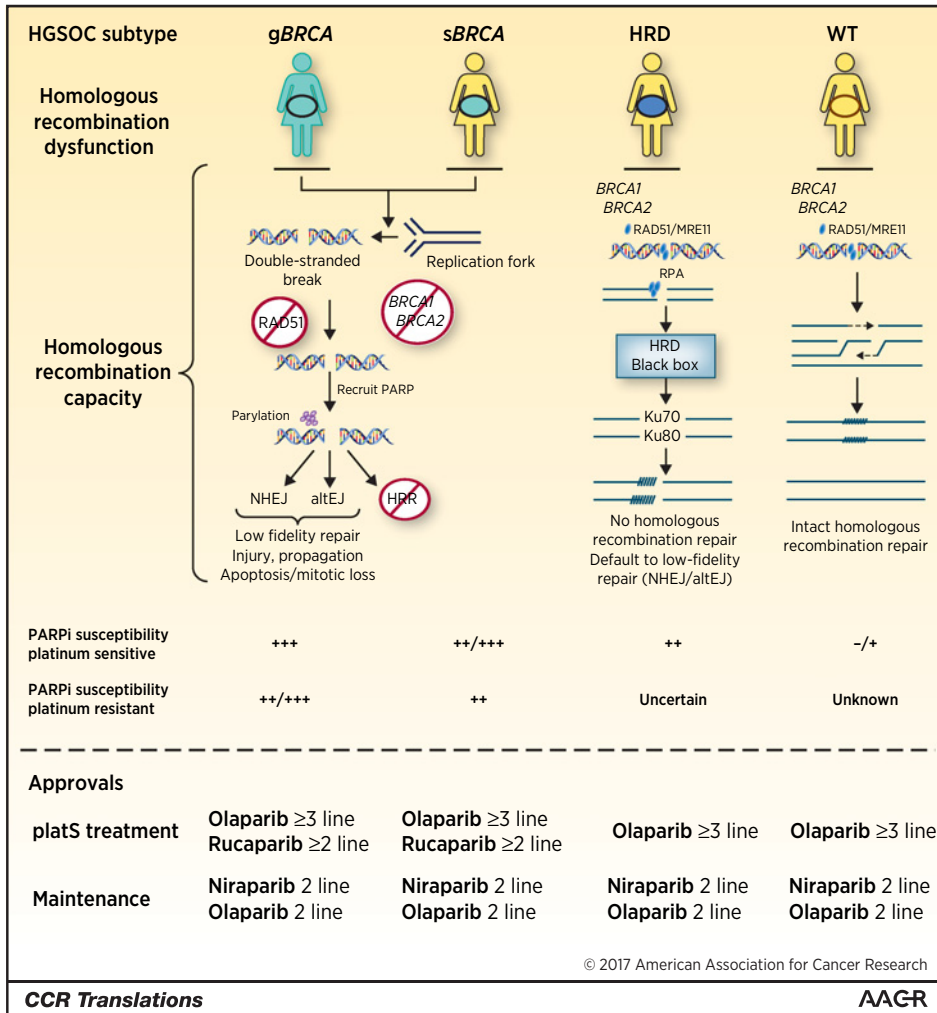 HGSOC subtype gBRCA sBRCA HRD WT
Homologous
recombination
dysfunction
Homologous
recombination
capacity
Double-stranded
break
Replication fork
RAD51
BRCA1
BRCA2
Recruit PARP
Parylation
NHEJ altEJ HRR
Low fidelity repair
Injury, propagation
Apoptosis/mitotic loss
BRCA1
BRCA2
RAD51/MRE11
RPA
HRD
Black box
Ku70
Ku80
No homologous
recombination repair
Default to low-fidelity
repair (NHEJ/altEJ)
BRCA1
BRCA2
RAD51/MRE11
Intact homologous
recombination repair
PARPi susceptibility
platinum sensitive
+++ ++/+++ ++ –/+
PARPi susceptibility
platinum resistant
++/+++ ++ Uncertain Unknown
Approvals
platS treatment
Olaparib ≥3 line
Rucaparib ≥2 line
Olaparib ≥3 line
Rucaparib ≥2 line
Olaparib ≥3 line
Olaparib ≥3 line
Maintenance
Niraparib 2 line
Olaparib 2 line
Niraparib 2 line
Olaparib 2 line
Niraparib 2 line
Olaparib 2 line
Niraparib 2 line
Olaparib 2 line
© 2017 American Association for Cancer Research
CCR Translations
AACR